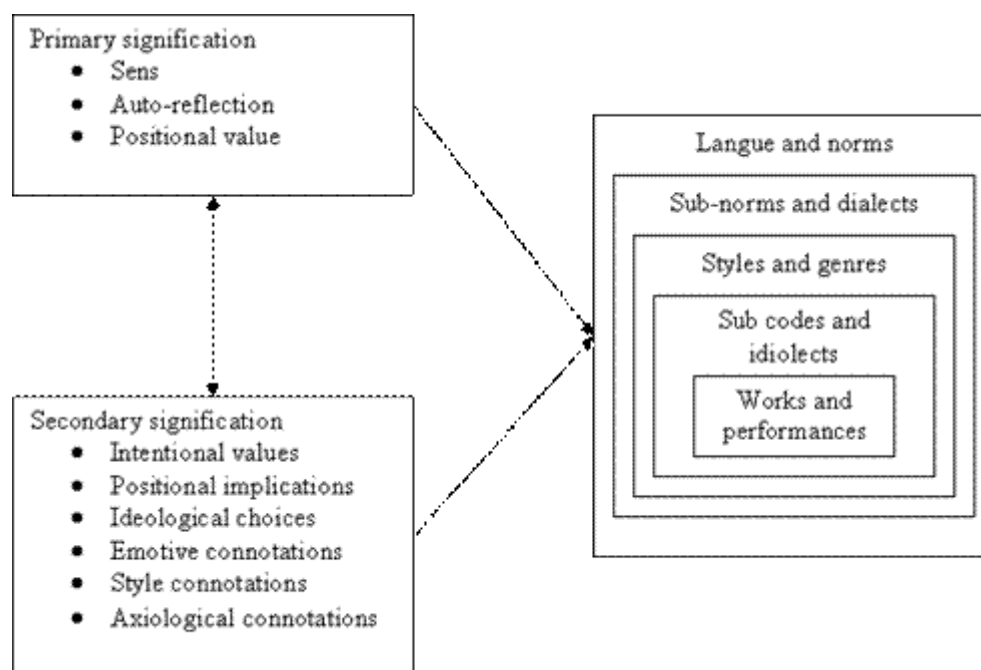 Primary signification
● Sens
● Auto-reflection
● Positional value
Secondary signification
● Intentional values
● Positional implications
● Ideological choices
● Emotive connotations
● Style connotations
● Axiological connotations
Langue and norms
Sub-norms and dialects
Styles and genres
Sub codes and
idiolects
Works and
performances